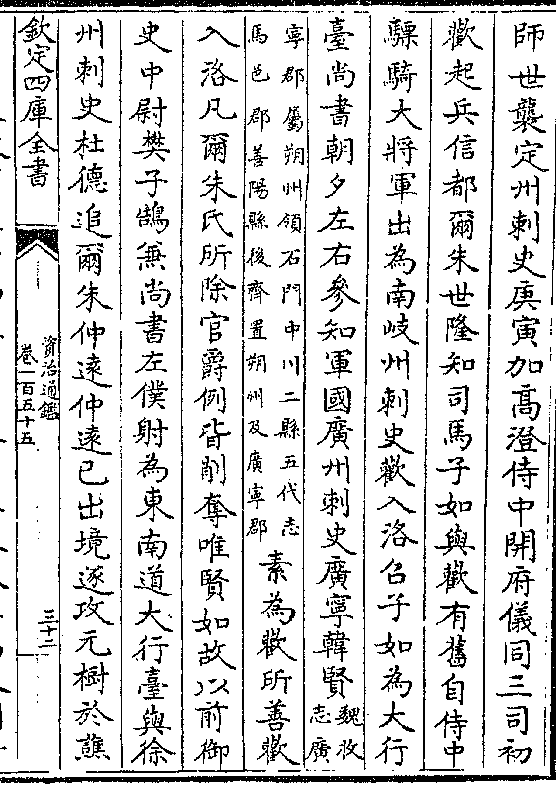 師世襲定州刺史庚寅加髙澄侍中開府儀同三司初
歡起兵信都爾朱世隆知司馬子如與歡有舊自侍中
驃騎大將軍出為南岐州刺史歡入洛召子如為大行
臺尚書朝夕左右參知軍國廣州刺史廣寧韓賢魏收志廣
寧郡屬朔州領石門中川二縣五代志
馬邑郡善陽縣後齊置朔州及廣寧郡
素為歡所善歡
入洛凡爾朱氏所除官爵例皆削奪唯賢如故以前御
史中尉樊子鵠兼尚書左僕射為東南道大行臺與徐
州刺史杜德追爾朱仲遠仲遠已出境遂攻元樹於譙
欽定四庫全書
資治通鑑
卷一百五十五
三十二